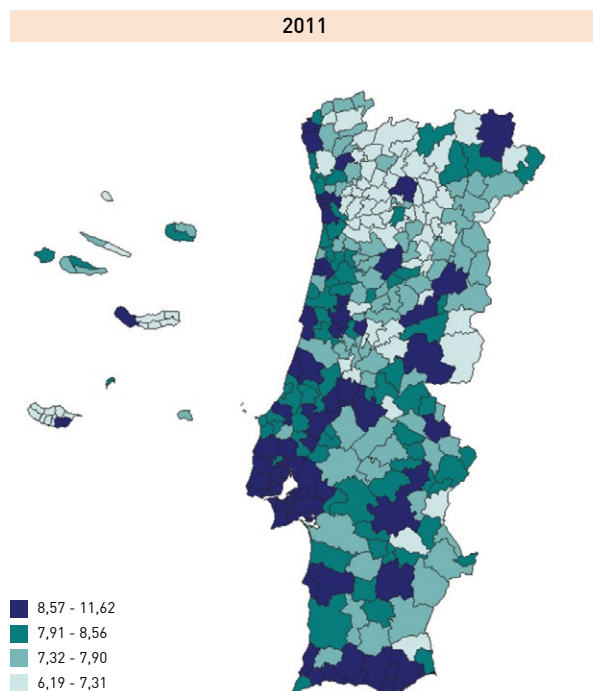 2011
8,57 - 11,62
7,91 - 8,56
7,32 - 7,90
6,19 - 7,31